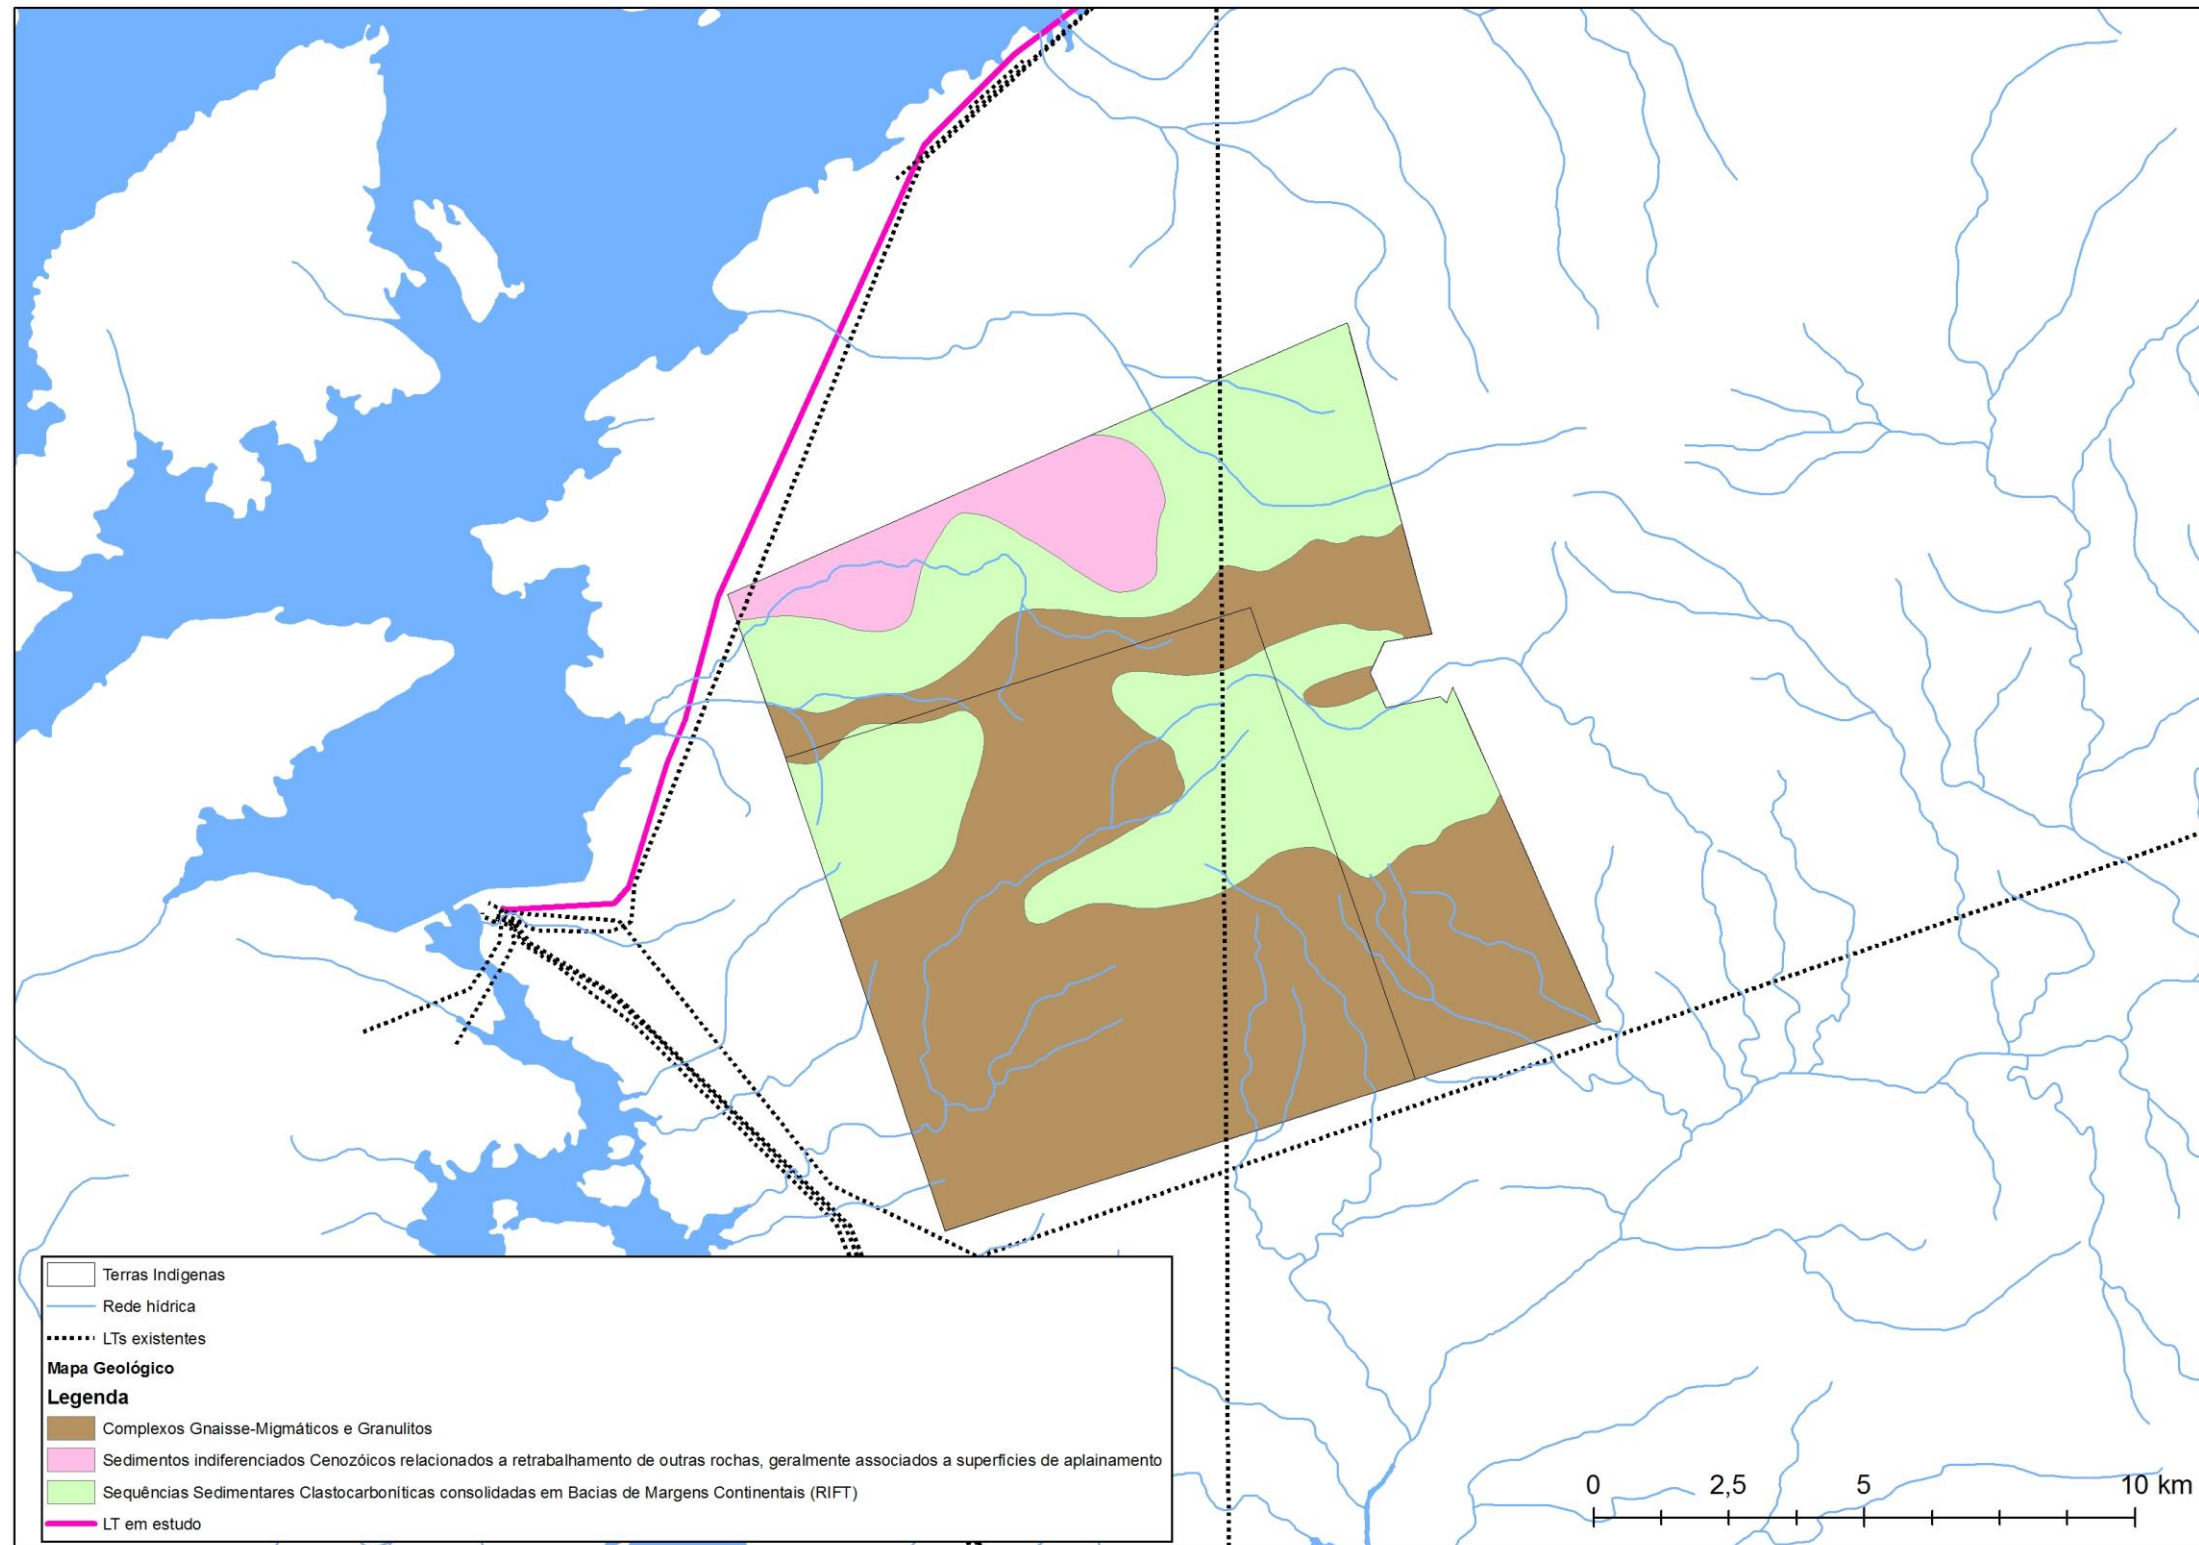 Terras Indígenas
Rede hídrica
LTs existentes
Mapa Geológico
Legenda
Complexos Gnaisse-Migmáticos e Granulitos
Sedimentos indiferenciados Cenozóicos relacionados a retrabalhamento de outras rochas, geralmente associados a superfícies de aplainamento
Sequências Sedimentares Clastocarboníticas consolidadas em Bacias de Margens Continentais (RIFT)
LT em estudo
0 2,5 5 10 km